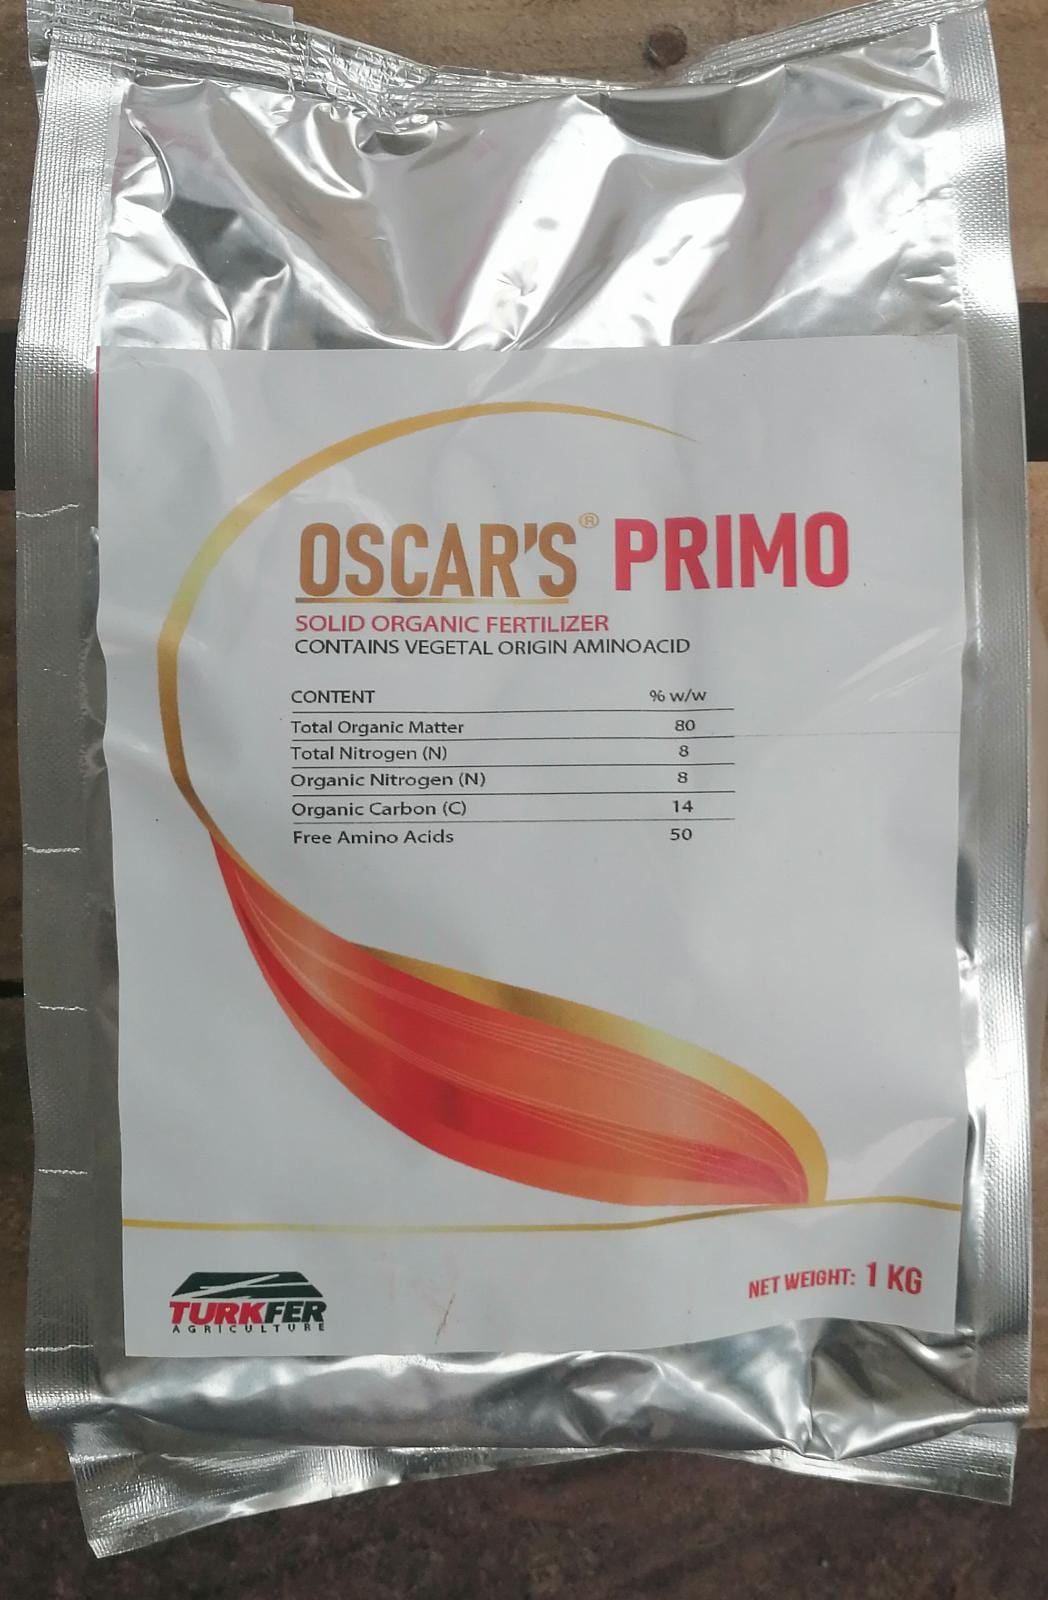 OSCAR'S® PRIMO
SOLID ORGANIC FERTILIZER
CONTAINS VEGETAL ORIGIN AMINOACID
CONTENT % w/w
Total Organic Matter 80
Total Nitrogen (N) 8
Organic Nitrogen (N) 8
Organic Carbon (C) 14
Free Amino Acids 50
TURKFER
AGRICULTURE
NET WEIGHT: 1 KG